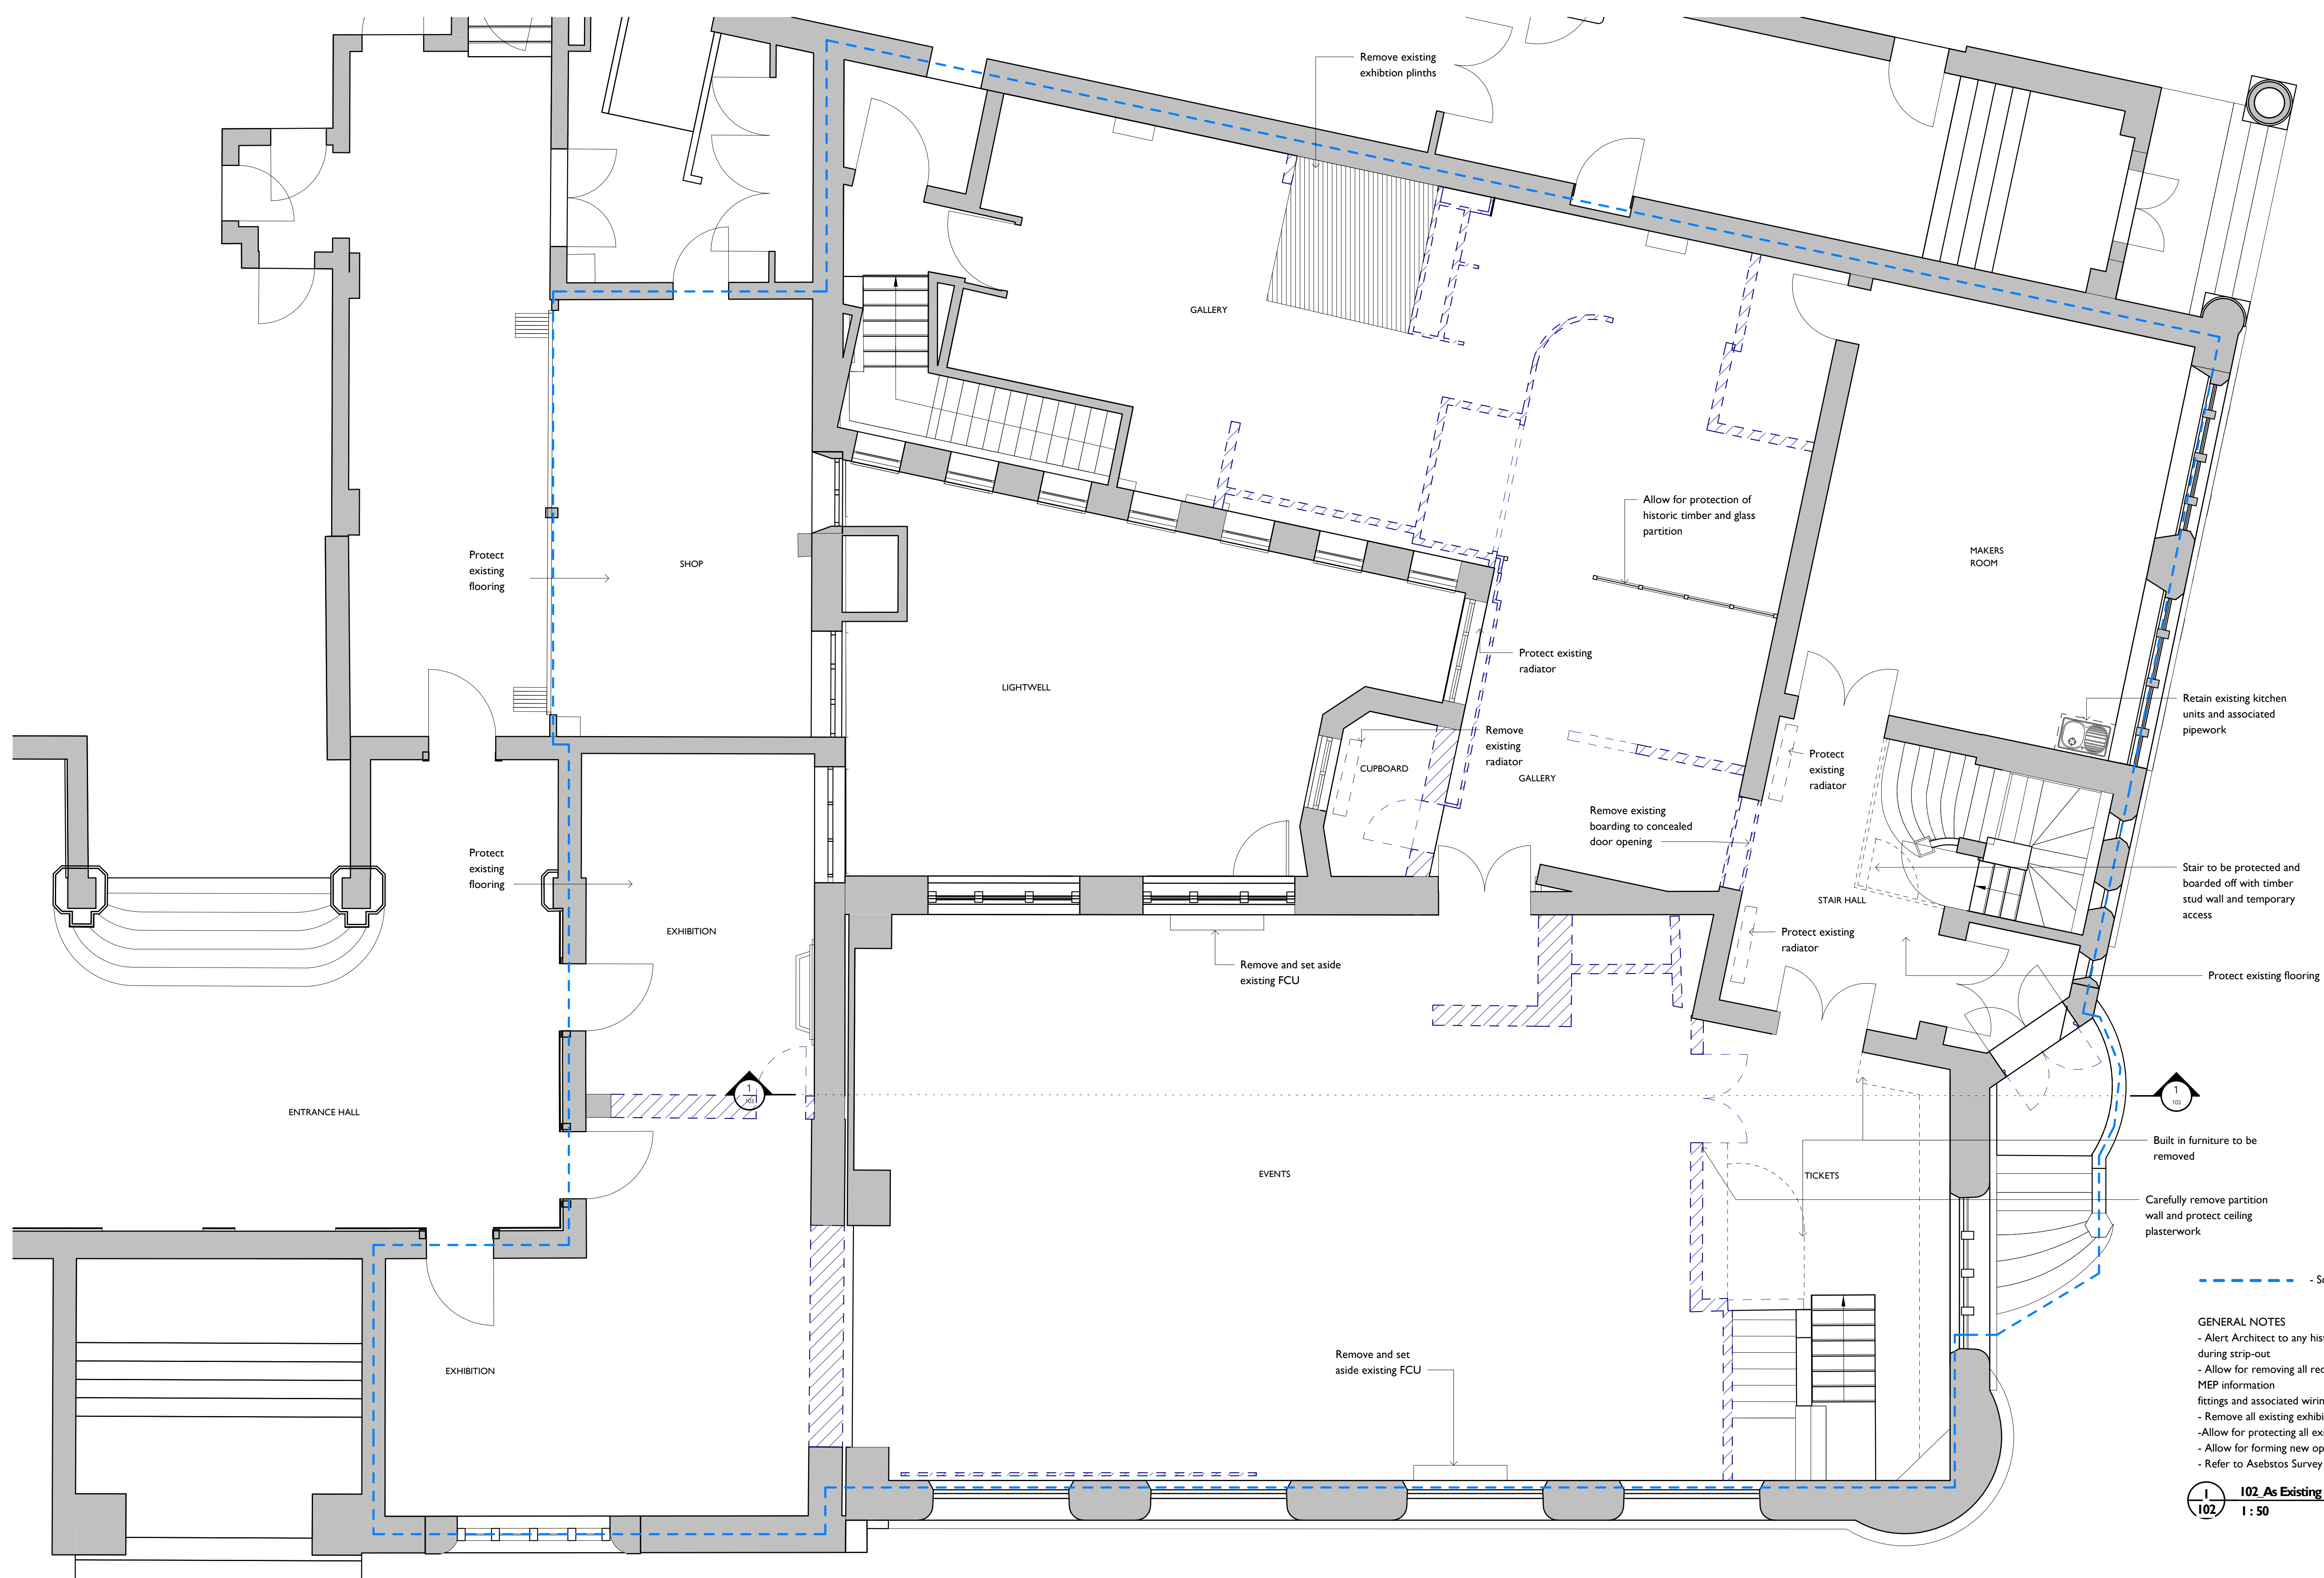 Remove existing
exhibtion plinths
GALLERY
Protect
existing
flooring
SHOP
Allow for protection of
historic timber and glass
partition
MAKERS
ROOM
LIGHTWELL
Protect existing
radiator
Retain existing kitchen
units and associated
pipework
Remove
existing
radiator
CUPBOARD
GALLERY
Protect
existing
radiator
Remove existing
boarding to concealed
door opening
Protect
existing
flooring
EXHIBITION
Stair to be protected and
boarded off with timber
stud wall and temporary
access
STAIR HALL
Protect existing
radiator
Remove and set aside
existing FCU
Protect existing flooring
1
103
1
103
ENTRANCE HALL
Built in furniture to be
removed
EVENTS
TICKETS
Carefully remove partition
wall and protect ceiling
plasterwork
EXHIBITION
Remove and set
aside existing FCU
GENERAL NOTES
- Alert Architect to any
during strip-out
- Allow for removing all
MEP information
fittings and associated
- Remove all existing
-Allow for protecting all
- Allow for forming new
- Refer to Asebstos Survey
1
102
102_As Existing
1 : 50